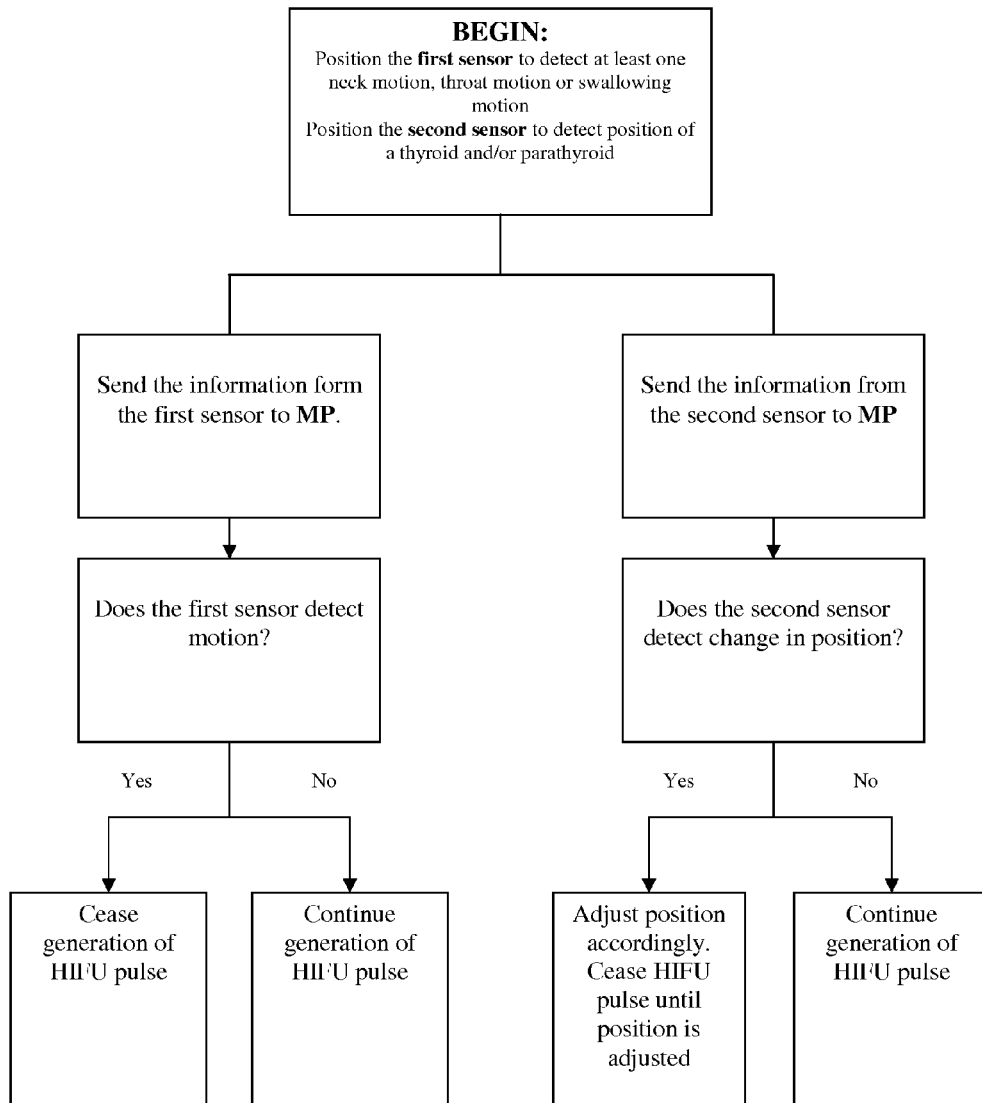 BEGIN:
Position the first sensor to detect at least one
neck motion, throat motion or swallowing
motion
Position the second sensor to detect position of
a thyroid and/or parathyroid
Send the information form
the first sensor to MP.
Send the information from
the second sensor to MP
Does the first sensor detect
motion?
Does the second sensor
detect change in position?
Yes
No
Yes
No
Cease
generation of
HIFU pulse
Continue
generation of
HIFU pulse
Adjust position
accordingly.
Cease HIFU
pulse until
position is
adjusted
Continue
generation of
HIFU pulse